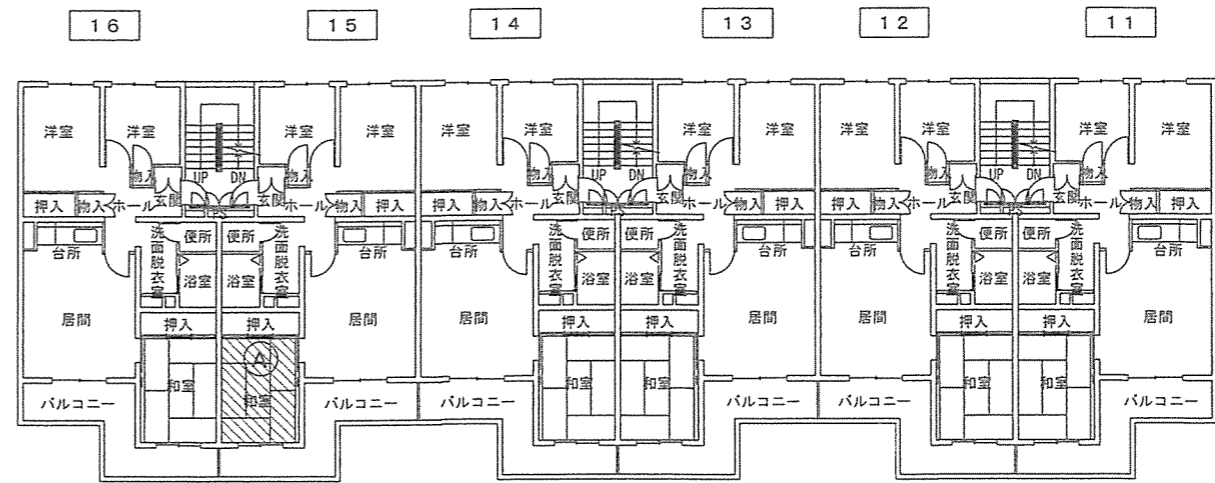 16 15 14 13 12 11
洋室 洋室 洋室 洋室 洋室 洋室 洋室 洋室 洋室 洋室 洋室 洋室
物入 UP DN 物入 物入 UP DN 物入 物入 UP DN 物入
玄関 玄関 玄関 玄関 玄関 玄関
押入 物入 ホール ホール 物入 押入 押入 物入 ホール ホール 物入 押入 押入 物入 ホール ホール 物入 押入
PS PS PS
台所 洗面脱衣室 便所 便所 洗面脱衣室 台所 台所 洗面脱衣室 便所 便所 洗面脱衣室 台所 台所 洗面脱衣室 便所 便所 洗面脱衣室 台所
浴室 浴室 浴室 浴室 浴室 浴室
居間 押入 押入 居間 居間 押入 押入 居間 居間 押入 押入 居間
A
和室 和室 和室 和室 和室 和室
バルコニー バルコニー バルコニー バルコニー バルコニー バルコニー